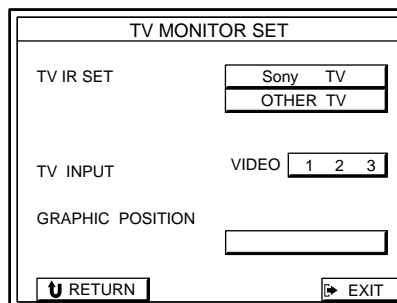 TV MONITOR SET
TV IR SET
Sony TV
OTHER TV
TV INPUT
VIDEO 1 2 3
GRAPHIC POSITION
RETURN
EXIT